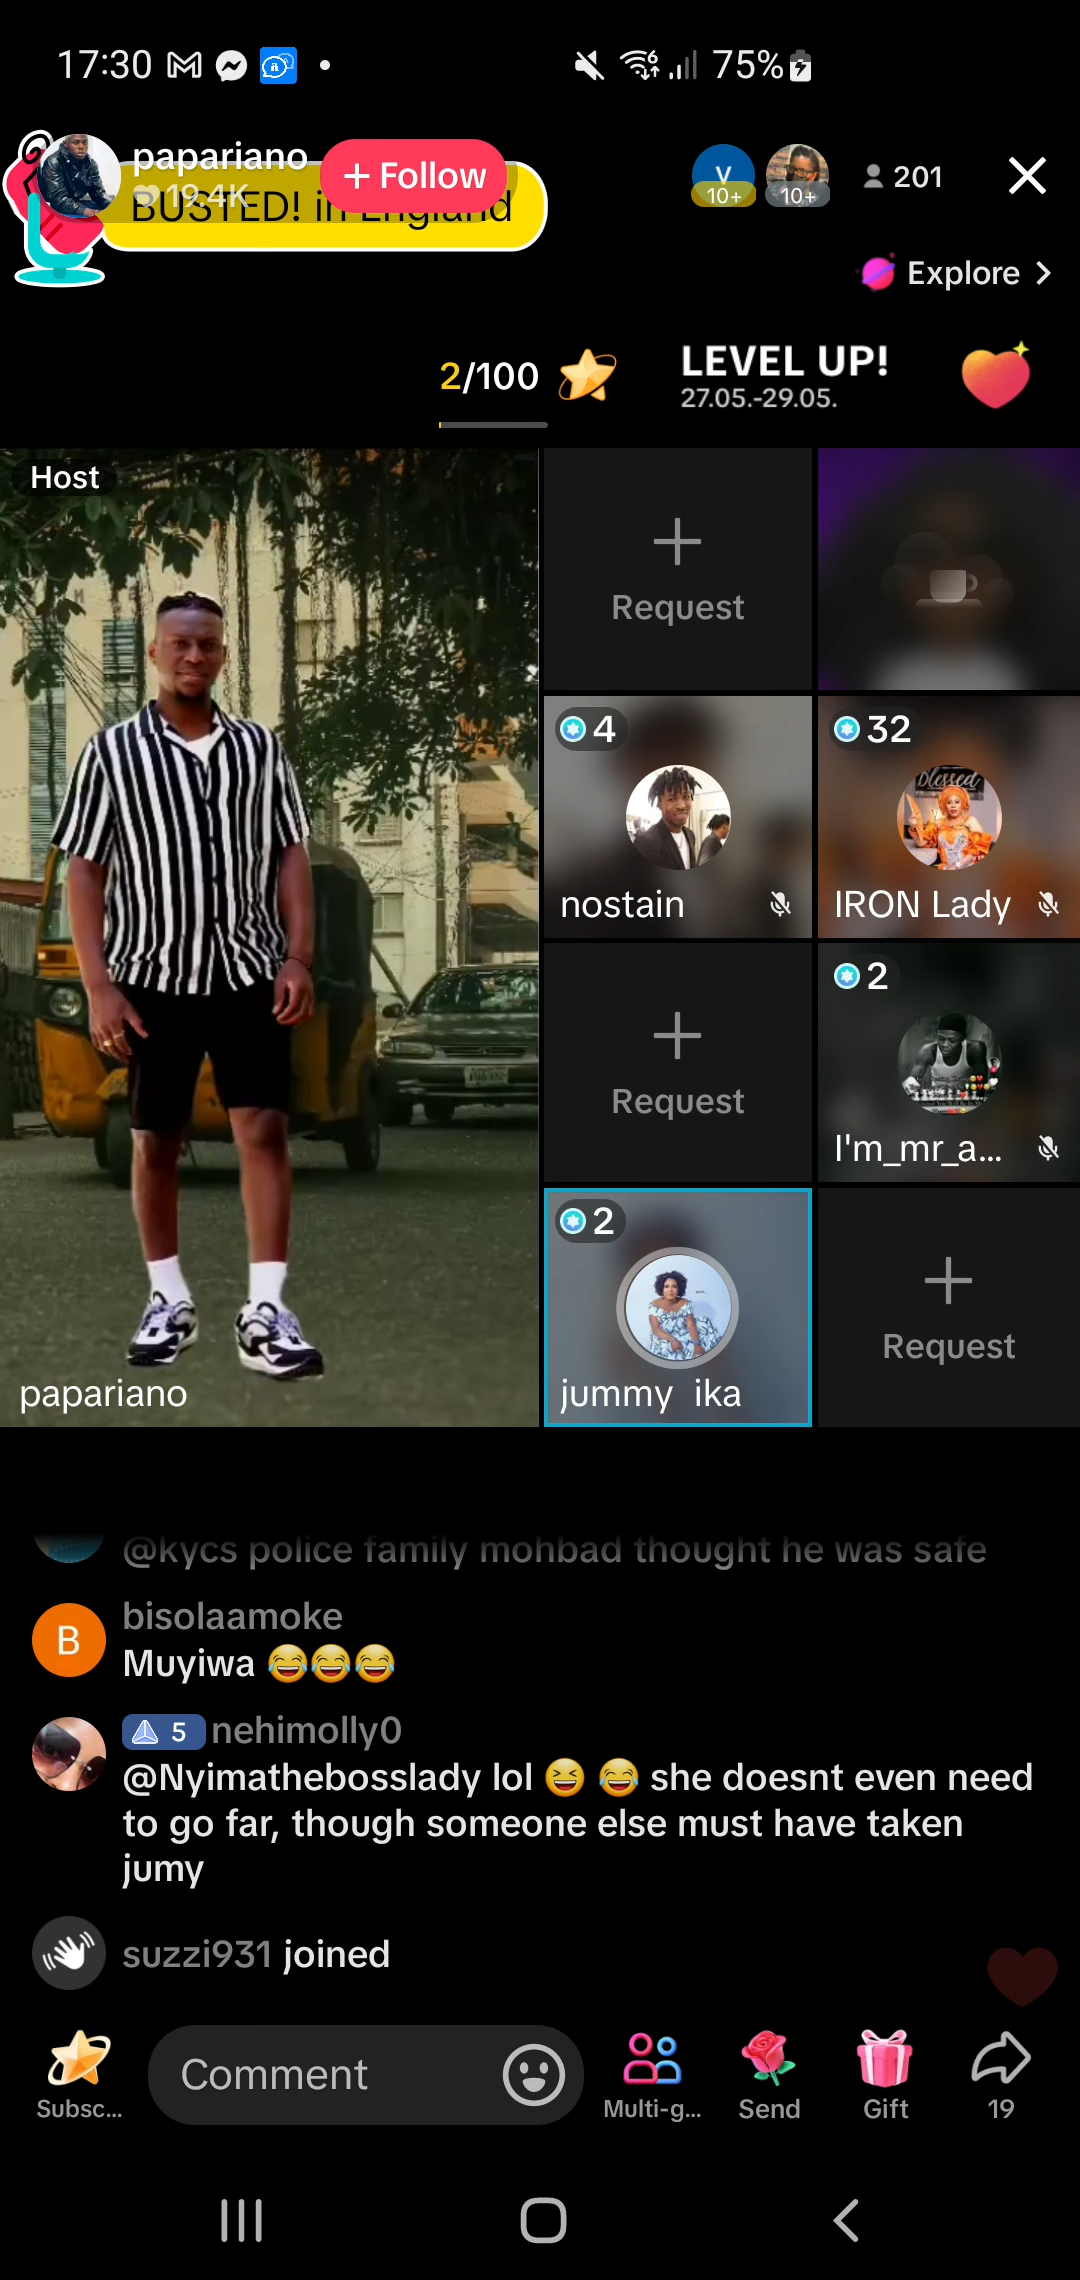 17:30
75%
papariano
19.4K
+ Follow
BUSTED! in England
V
10+
10+
201
Explore
2/100
LEVEL UP!
27.05.-29.05.
Host
Request
4
32
Blessed
nostain
IRON Lady
Request
2
I'm_mr_a...
2
Request
papariano
jummy ika
@kycs police family mohbad thought he was safe
B
bisolaamoke
Muyiwa 😂😂😂
5 nehimolly0
@Nyimathebosslady lol 😆 😂 she doesnt even need
to go far, though someone else must have taken
jumy
suzzi931 joined
Comment
Subsc...
Multi-g...
Send
Gift
19